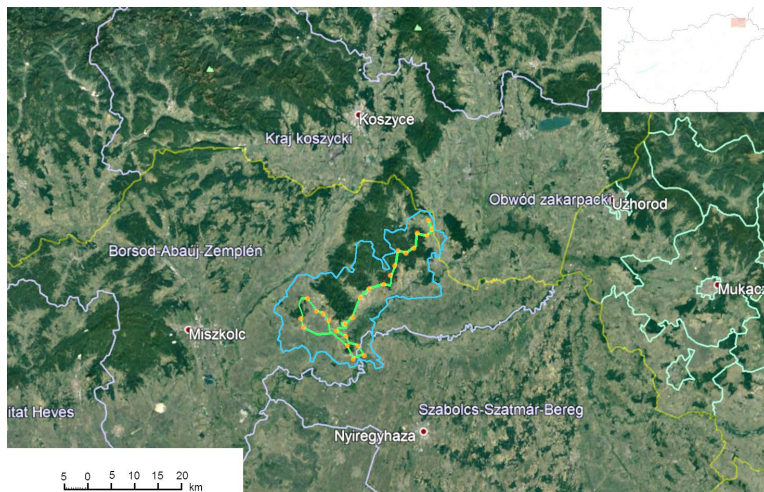 Koszyce
Kraj koszycki
Obwód zakarpacki
Użhorod
Borsod-Abaúj-Zemplén
Mukacz
Miszkolc
itat Heves
Szabolcs-Szatmár-Bereg
Nyiregyhaza
5 0 5 10 15 20
km